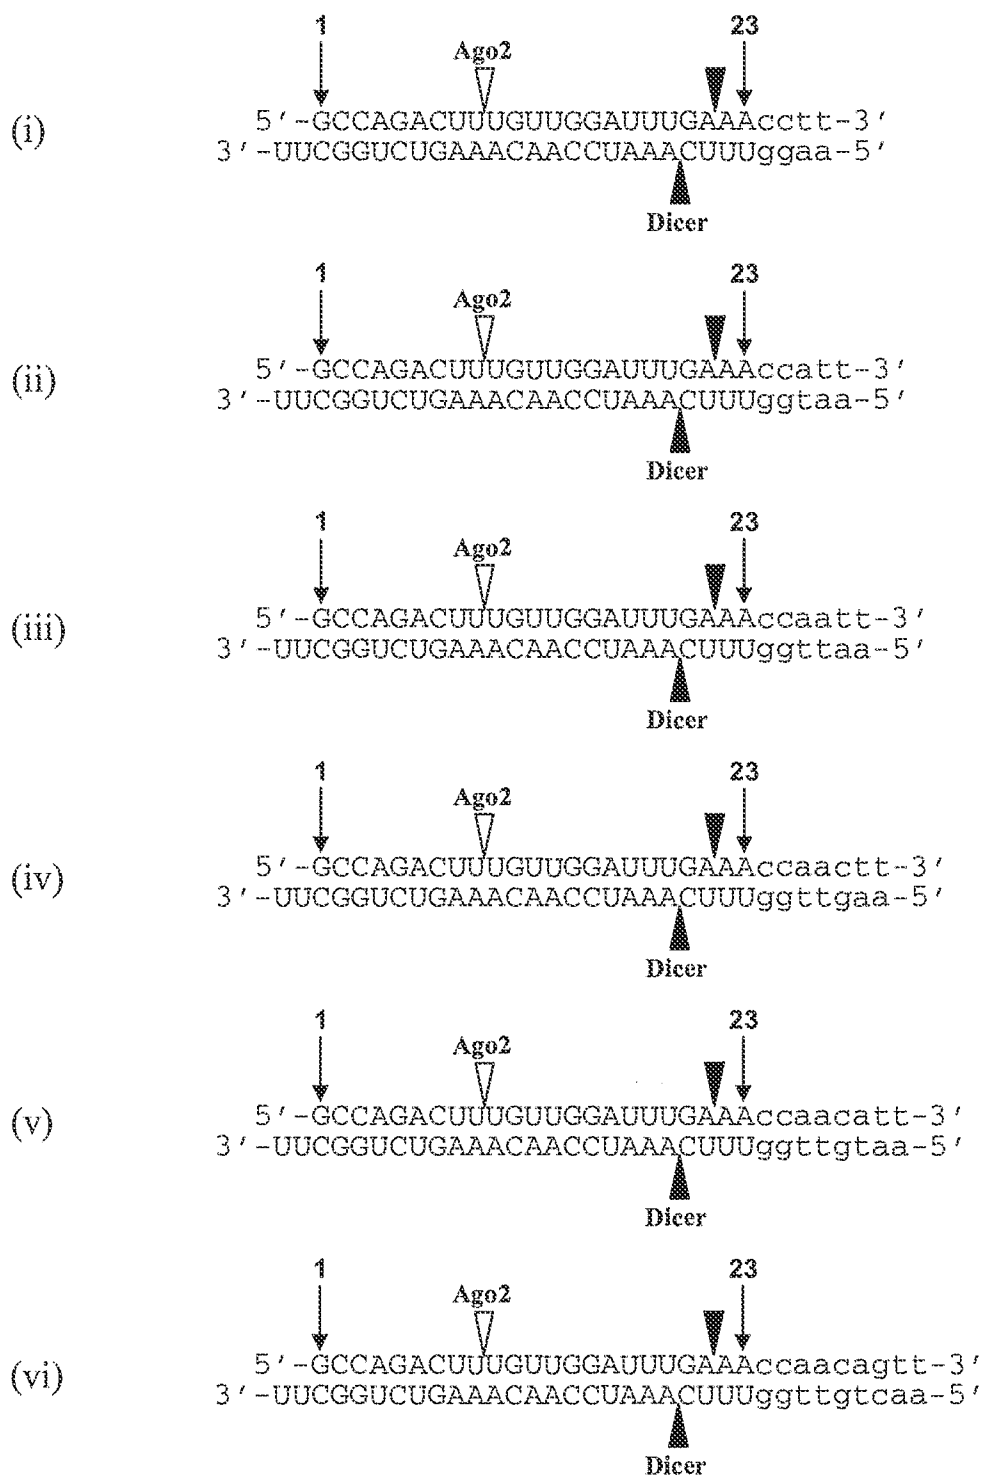 1 23
Ago2
(i)
5'-GCCAGACUUUGUUGGAUUUGAAAcctt-3'
3'-UUCGGUCUGAAACAACCUAAACUUUggaa-5'
Dicer
1 23
Ago2
(ii)
5'-GCCAGACUUUGUUGGAUUUGAAAccatt-3'
3'-UUCGGUCUGAAACAACCUAAACUUUggtaa-5'
Dicer
1 23
Ago2
(iii)
5'-GCCAGACUUUGUUGGAUUUGAAAccaatt-3'
3'-UUCGGUCUGAAACAACCUAAACUUUggttaa-5'
Dicer
1 23
Ago2
(iv)
5'-GCCAGACUUUGUUGGAUUUGAAAccaactt-3'
3'-UUCGGUCUGAAACAACCUAAACUUUggttgaa-5'
Dicer
1 23
Ago2
(v)
5'-GCCAGACUUUGUUGGAUUUGAAAccaacatt-3'
3'-UUCGGUCUGAAACAACCUAAACUUUggttgtaa-5'
Dicer
1 23
Ago2
(vi)
5'-GCCAGACUUUGUUGGAUUUGAAAccaacagtt-3'
3'-UUCGGUCUGAAACAACCUAAACUUUggttgtcaa-5'
Dicer